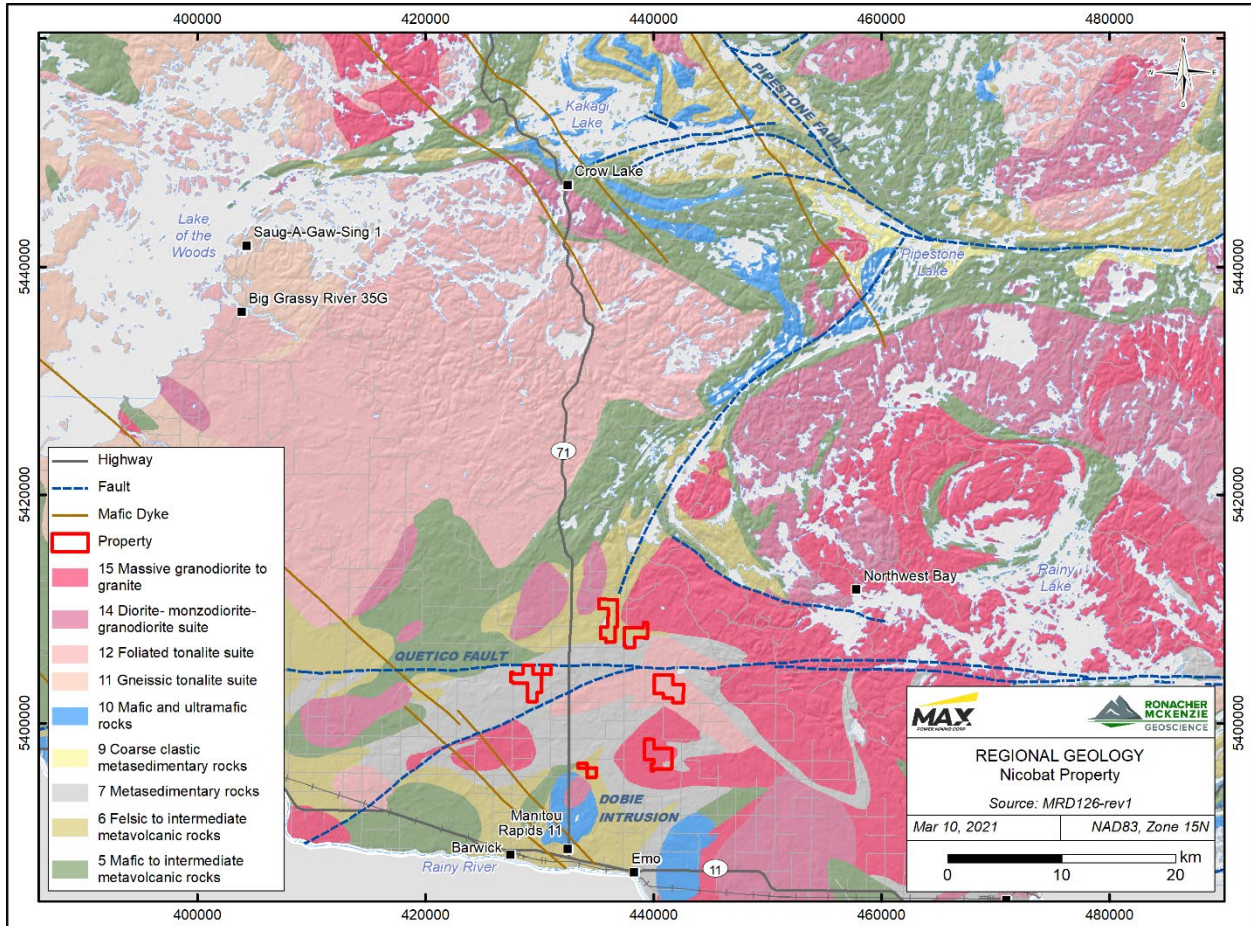 400000
420000
440000
460000
480000
5440000
5420000
5400000
5440000
5420000
5400000
N
W
E
S
PIPESTONE FAULT
Kakagi
Lake
Crow Lake
Lake
of the
Woods
Saug-A-Gaw-Sing 1
Pipestone
Lake
Big Grassy River 35G
71
Northwest Bay
Rainy
Lake
QUETICO FAULT
DOBIE
INTRUSION
Manitou
Rapids 11
Barwick
Emo
Rainy River
11
Highway
Fault
Mafic Dyke
Property
15 Massive granodiorite to
granite
14 Diorite- monzodiorite-
granodiorite suite
12 Foliated tonalite suite
11 Gneissic tonalite suite
10 Mafic and ultramafic
rocks
9 Coarse clastic
metasedimentary rocks
7 Metasedimentary rocks
6 Felsic to intermediate
metavolcanic rocks
5 Mafic to intermediate
metavolcanic rocks
MAX
POWER MINING CORP.
RONACHER
MCKENZIE
GEOSCIENCE
REGIONAL GEOLOGY
Nicobat Property
Source: MRD126-rev1
Mar 10, 2021
NAD83, Zone 15N
km
0
10
20
400000
420000
440000
460000
480000